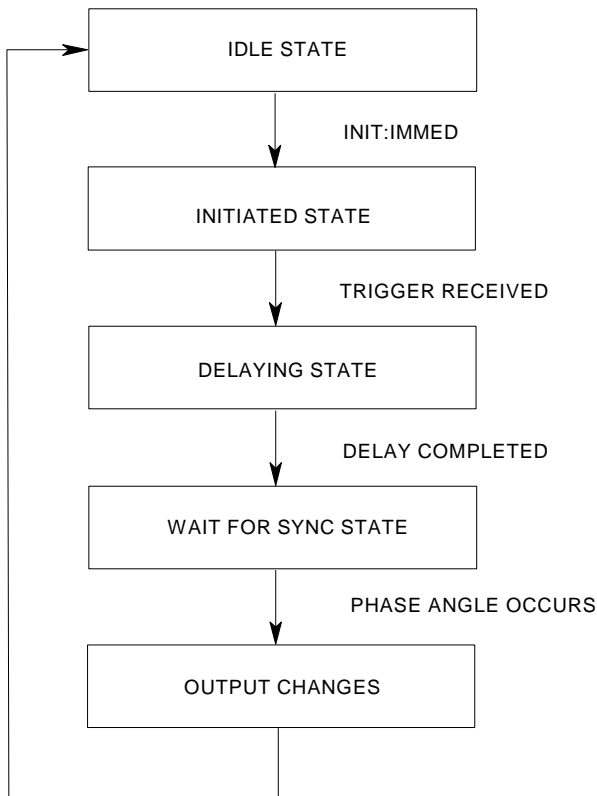 IDLE STATE
INIT:IMMED
INITIATED STATE
TRIGGER RECEIVED
DELAYING STATE
DELAY COMPLETED
WAIT FOR SYNC STATE
PHASE ANGLE OCCURS
OUTPUT CHANGES